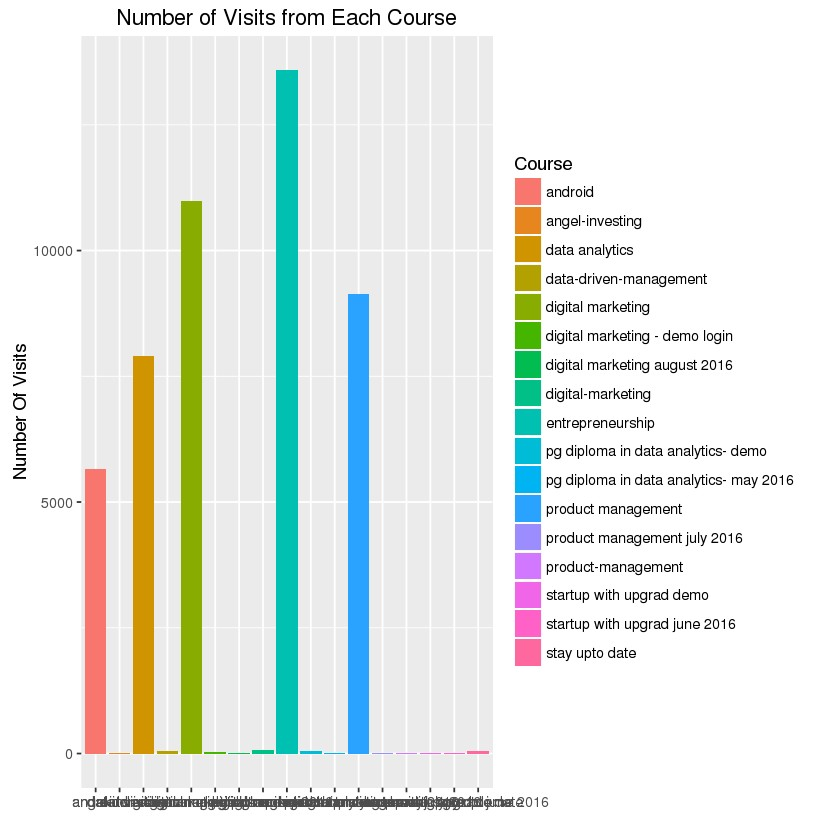 Number of Visits from Each Course
Number Of Visits
10000
5000
0
Course
android
angel-investing
data analytics
data-driven-management
digital marketing
digital marketing - demo login
digital marketing august 2016
digital-marketing
entrepreneurship
pg diploma in data analytics- demo
pg diploma in data analytics- may 2016
product management
product management july 2016
product-management
startup with upgrad demo
startup with upgrad june 2016
stay upto date